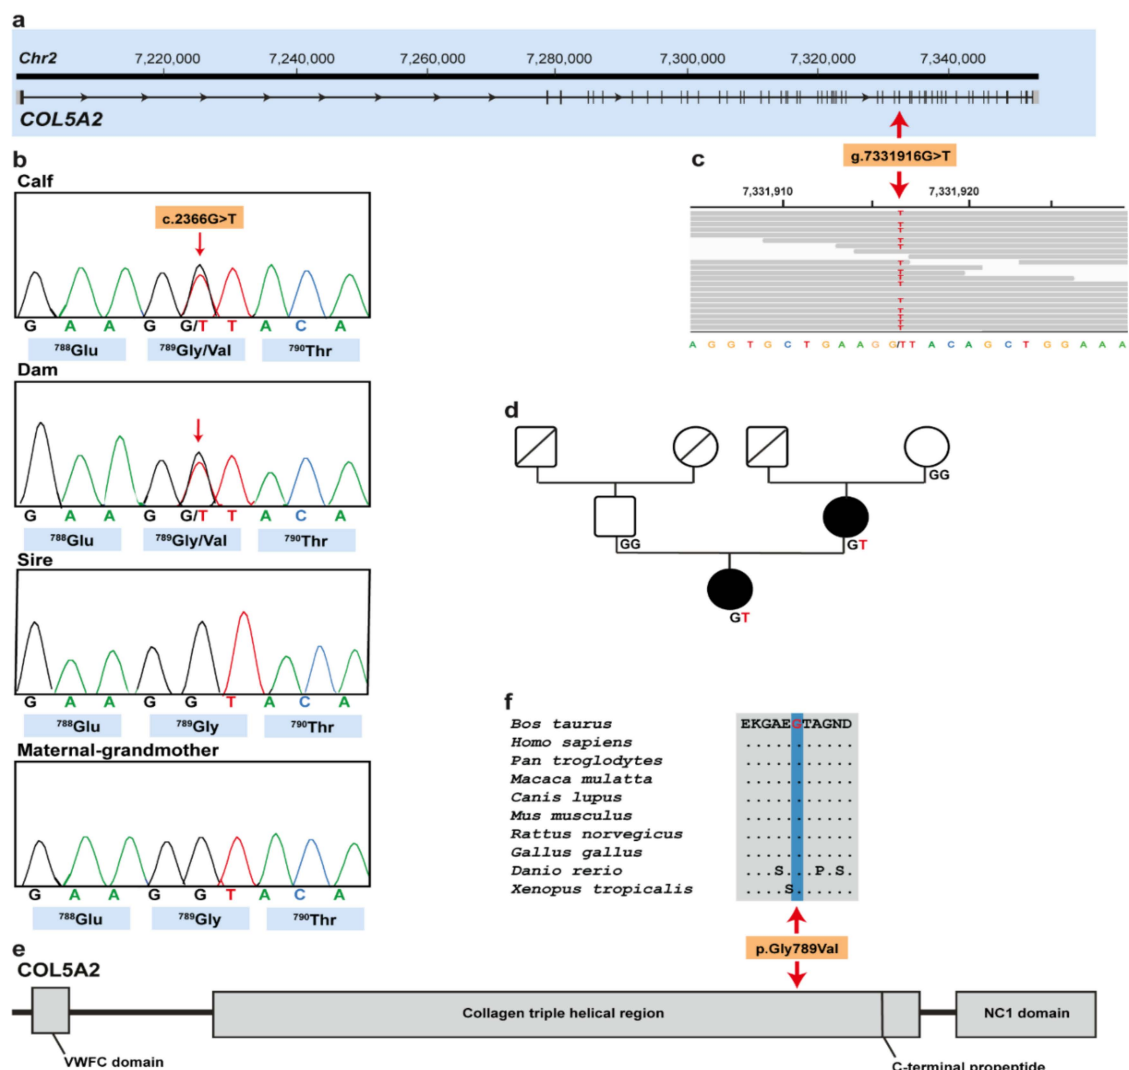 a
Chr2
7,220,000 7,240,000 7,260,000 7,280,000 7,300,000 7,320,000 7,340,000
COL5A2
g.7331916G>T
b
Calf
c.2366G>T
G A A G G/T T A C A
788Glu 789Gly/Val 790Thr
Dam
G A A G G/T T A C A
788Glu 789Gly/Val 790Thr
Sire
G A A G G T A C A
788Glu 789Gly 790Thr
Maternal-grandmother
G A A G G T A C A
788Glu 789Gly 790Thr
c
7,331,910 7,331,920
T
T
T
T
T
T
T
T
T
T
T
T
T
A G G T G C T G A A G G/T T A C A G C T G G A A A
d
GG
GG
GT
GT
f
Bos taurus EKGAEGTAGND
Homo sapiens ...........
Pan troglodytes ...........
Macaca mulatta ...........
Canis lupus ...........
Mus musculus ...........
Rattus norvegicus ...........
Gallus gallus ...........
Danio rerio ...S...P.S.
Xenopus tropicalis ....S......
p.Gly789Val
e
COL5A2
Collagen triple helical region
NC1 domain
VWFC domain
C-terminal propeptide